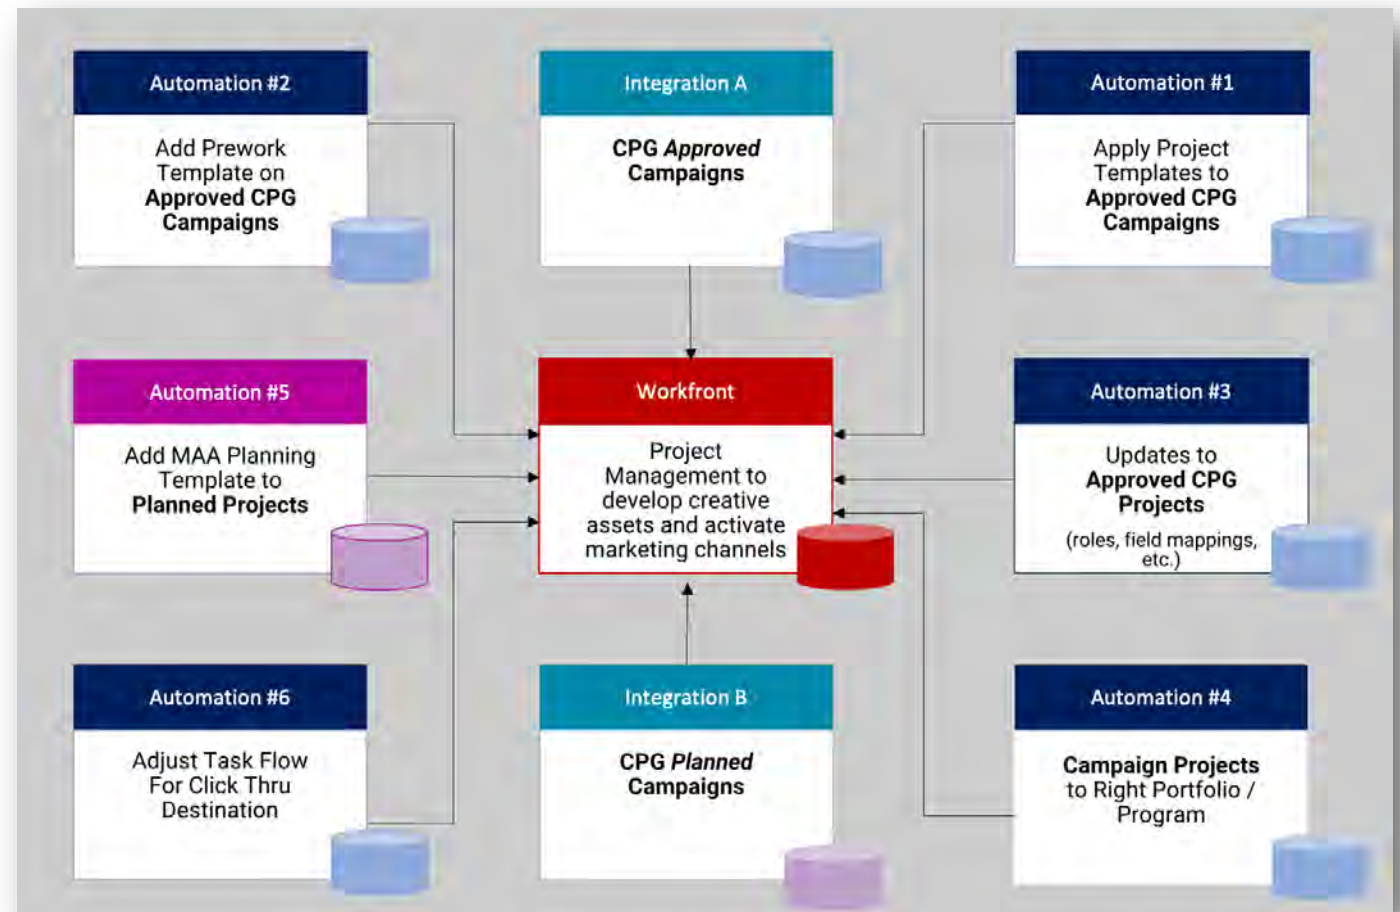 Automation #2
Add Prework
Template on
Approved CPG
Campaigns
Integration A
CPG Approved
Campaigns
Automation #1
Apply Project
Templates to
Approved CPG
Campaigns
Automation #5
Add MAA Planning
Template to
Planned Projects
Workfront
Project
Management to
develop creative
assets and activate
marketing channels
Automation #3
Updates to
Approved CPG
Projects
(roles, field mappings,
etc.)
Automation #6
Adjust Task Flow
For Click Thru
Destination
Integration B
CPG Planned
Campaigns
Automation #4
Campaign Projects
to Right Portfolio /
Program